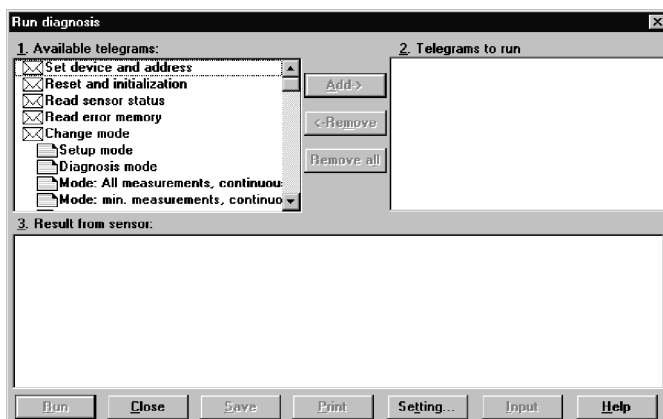 Run diagnosis
1. Available telegrams:
2. Telegrams to run
Set device and address
Reset and initialization
Read sensor status
Read error memory
Change mode
Setup mode
Diagnosis mode
Mode: All measurements, continuou
Mode: min. measurements, continuo
Add->
<-Remove
Remove all
3. Result from sensor:
Run Close Save Print Setting... Input Help